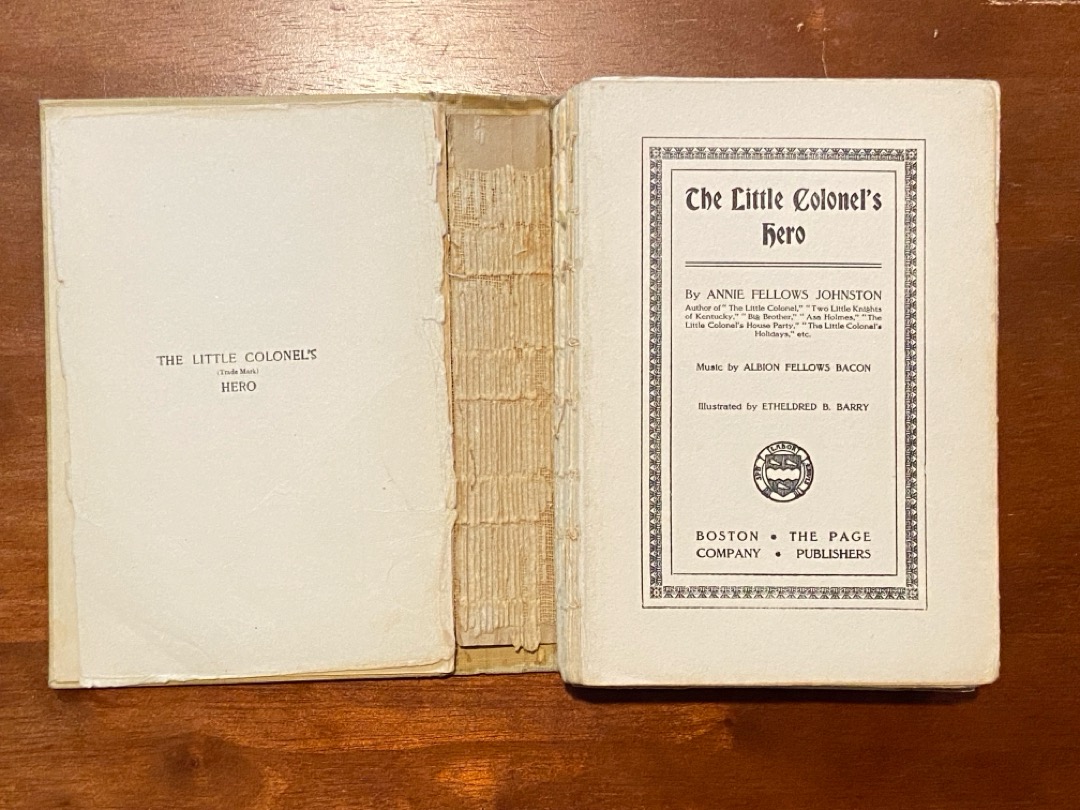 THE LITTLE COLONEL'S
(Trade Mark)
HERO
The Little Colonel's
Hero
By ANNIE FELLOWS JOHNSTON
Author of "The Little Colonel," "Two Little Knights
of Kentucky," "Big Brother," "Asa Holmes," "The
Little Colonel's House Party," "The Little Colonel's
Holidays," etc.
Music by ALBION FELLOWS BACON
Illustrated by ETHELDRED B. BARRY
SPE LABOR LEVIS
BOSTON • THE PAGE
COMPANY • PUBLISHERS